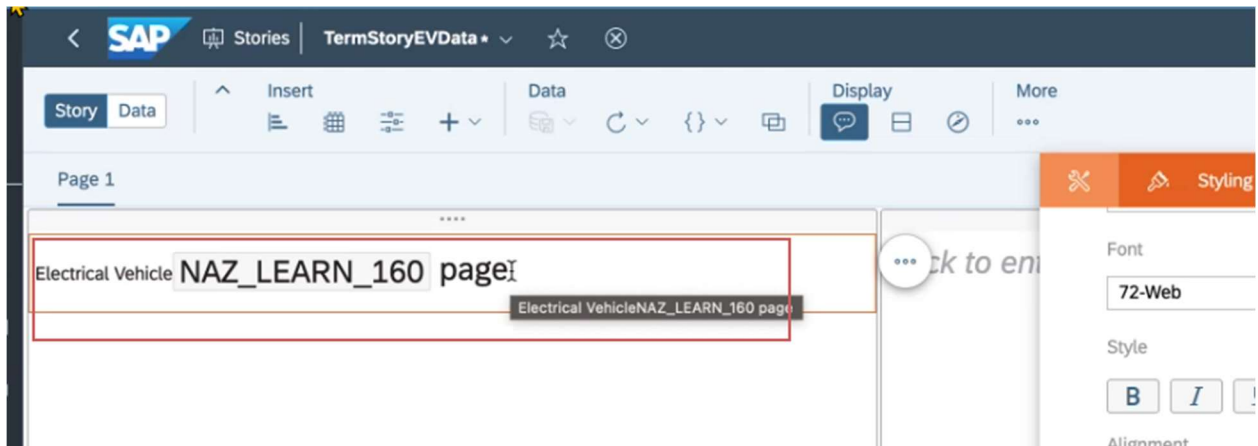 SAP Stories TermStoryEVData*
Insert Data Display More
Story Data
Page 1
Styling
Electrical Vehicle NAZ_LEARN_160 page
Electrical VehicleNAZ_LEARN_160 page
ck to en
Font
72-Web
Style
B I
Alignment